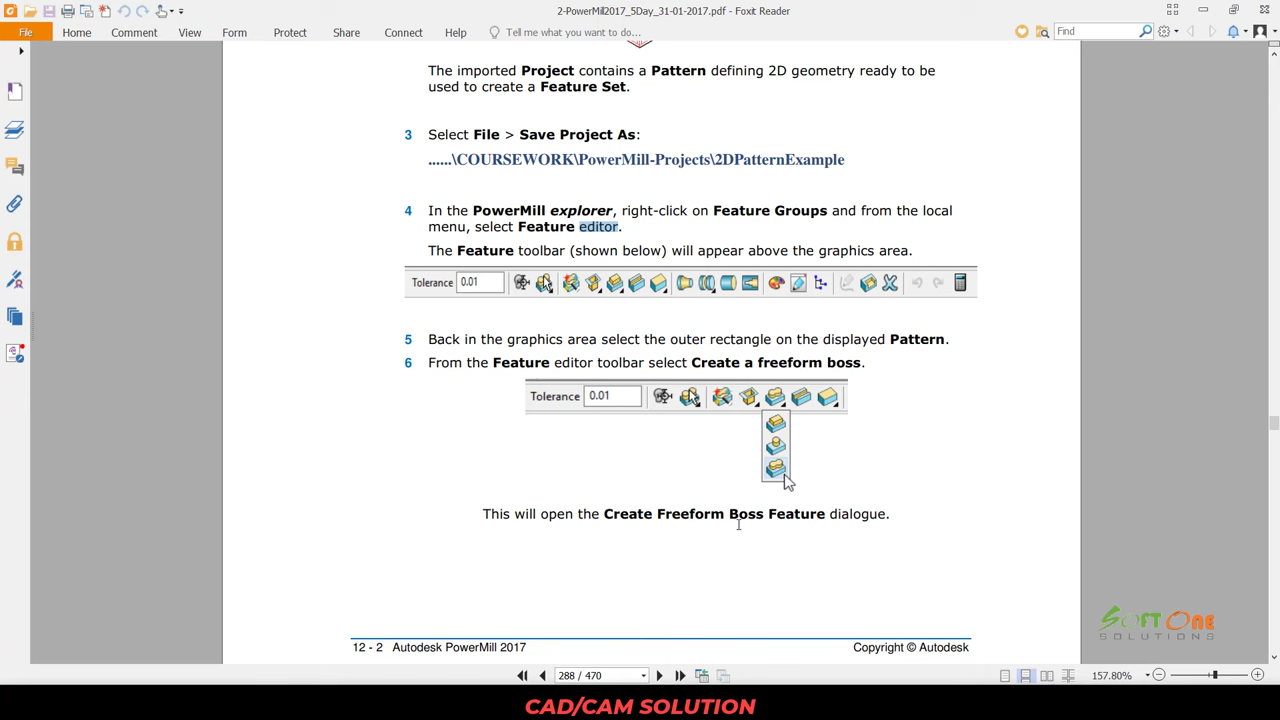 2-PowerMill2017_5Day_31-01-2017.pdf - Foxit Reader
File Home Comment View Form Protect Share Connect Help Tell me what you want to do... Find
The imported Project contains a Pattern defining 2D geometry ready to be
used to create a Feature Set.
3 Select File > Save Project As:
......\COURSEWORK\PowerMill-Projects\2DPatternExample
4 In the PowerMill explorer, right-click on Feature Groups and from the local
menu, select Feature editor.
The Feature toolbar (shown below) will appear above the graphics area.
Tolerance 0.01
5 Back in the graphics area select the outer rectangle on the displayed Pattern.
6 From the Feature editor toolbar select Create a freeform boss.
Tolerance 0.01
This will open the Create Freeform Boss Feature dialogue.
SOFT ONE
SOLUTIONS
12 - 2 Autodesk PowerMill 2017 Copyright © Autodesk
288 / 470 157.80%
CAD/CAM SOLUTION